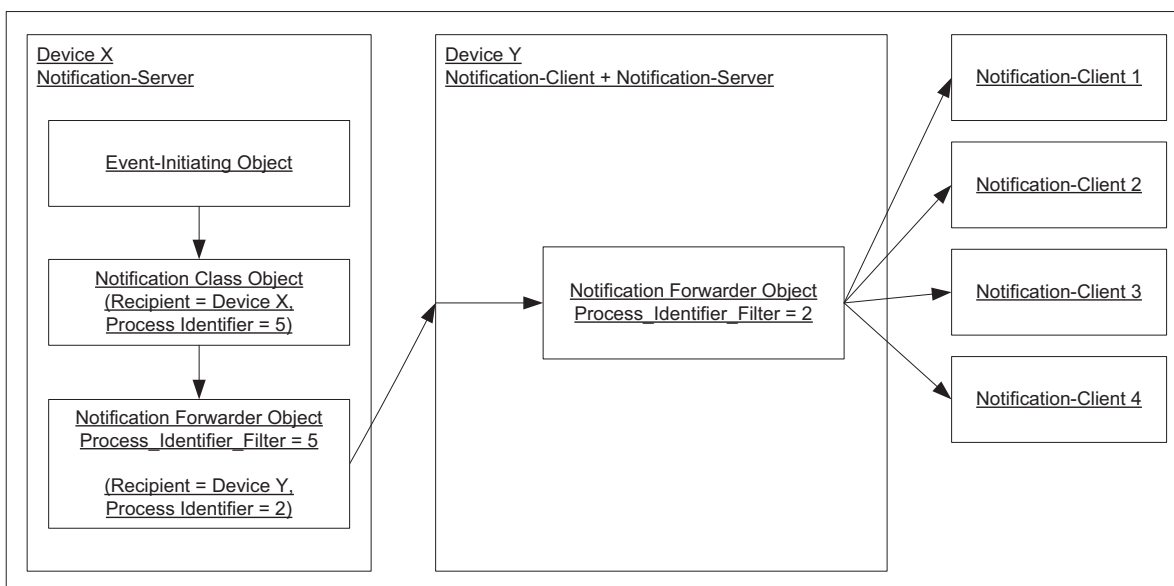 Device X
Notification-Server
Event-Initiating Object
Notification Class Object
(Recipient = Device X,
Process Identifier = 5)
Notification Forwarder Object
Process_Identifier_Filter = 5
(Recipient = Device Y,
Process Identifier = 2)
Device Y
Notification-Client + Notification-Server
Notification Forwarder Object
Process_Identifier_Filter = 2
Notification-Client 1
Notification-Client 2
Notification-Client 3
Notification-Client 4